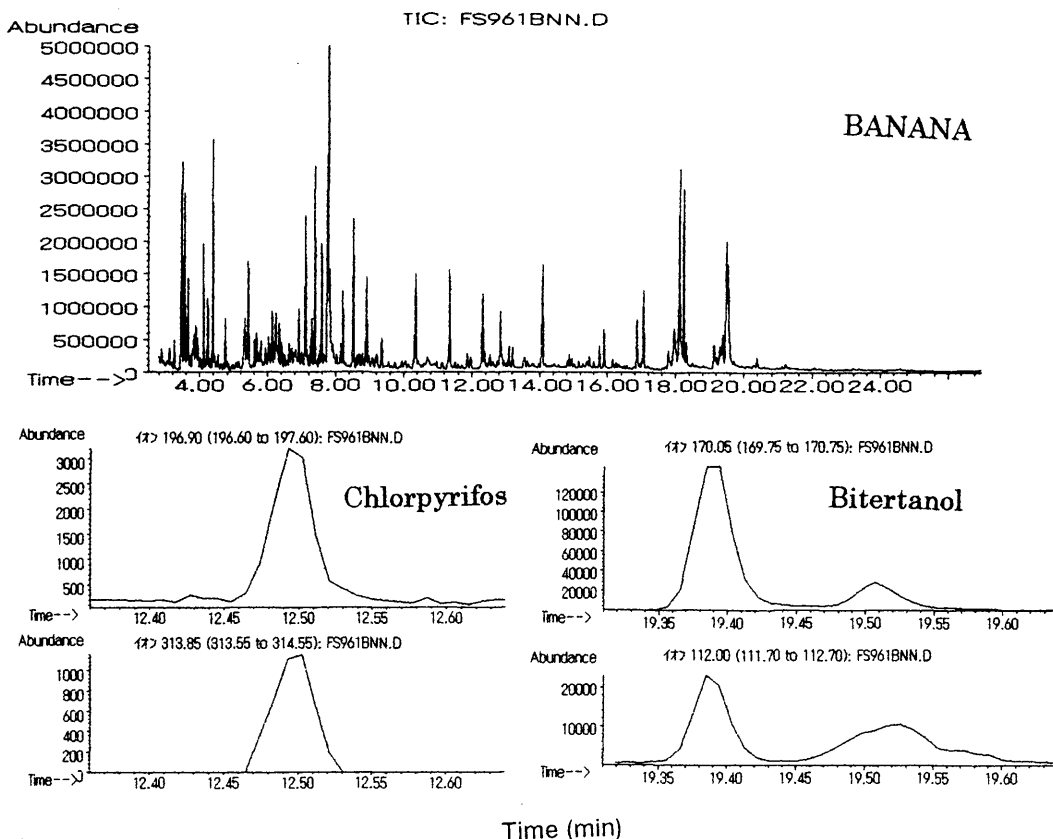 TIC: FS961BNN.D
Abundance
5000000
4500000
4000000
3500000
3000000
2500000
2000000
1500000
1000000
500000
0
Time-->
4.00 6.00 8.00 10.00 12.00 14.00 16.00 18.00 20.00 22.00 24.00
BANANA
Abundance
イオン 196.90 (196.60 to 197.60): FS961BNN.D
3000
2500
2000
1500
1000
500
Chlorpyrifos
Time-->
12.40 12.45 12.50 12.55 12.60
Abundance
イオン 313.85 (313.55 to 314.55): FS961BNN.D
1000
800
600
400
200
0
Time-->
12.40 12.45 12.50 12.55 12.60
Abundance
イオン 170.05 (169.75 to 170.75): FS961BNN.D
120000
100000
80000
60000
40000
20000
Bitertanol
Time-->
19.35 19.40 19.45 19.50 19.55 19.60
Abundance
イオン 112.00 (111.70 to 112.70): FS961BNN.D
20000
10000
Time-->
19.35 19.40 19.45 19.50 19.55 19.60
Time (min)